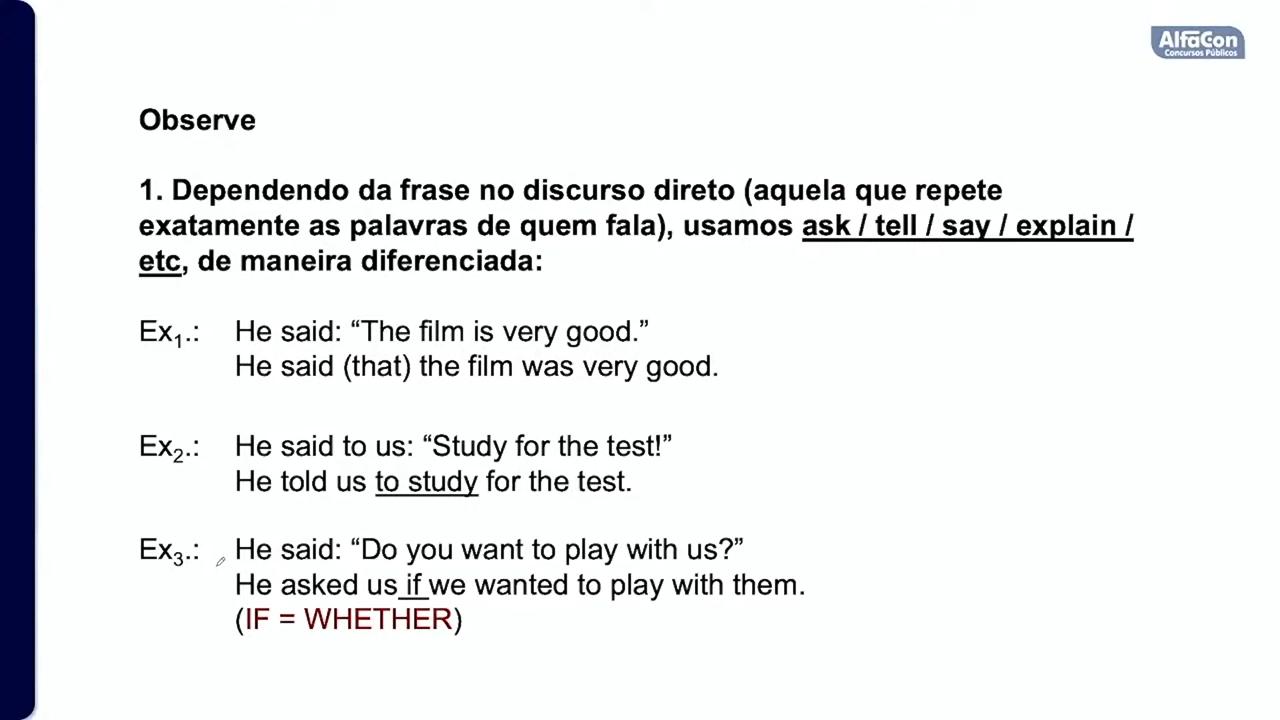 AlfaCon
Concursos Públicos
Observe
1. Dependendo da frase no discurso direto (aquela que repete
exatamente as palavras de quem fala), usamos ask / tell / say / explain /
etc, de maneira diferenciada:
Ex1.: He said: “The film is very good.”
He said (that) the film was very good.
Ex2.: He said to us: “Study for the test!”
He told us to study for the test.
Ex3.: He said: “Do you want to play with us?”
He asked us if we wanted to play with them.
(IF = WHETHER)